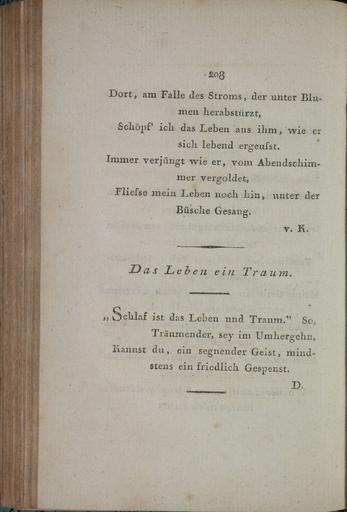 208
Dort, am Falle des Stroms, der unter Blu-
men herabstürzt,
Schöpf' ich das Leben aus ihm, wie er
sich lebend ergeufst.
Immer verjüngt wie er, vom Abendschim-
mer vergoldet,
Fliefse mein Leben noch hin, unter der
Büsche Gesang.
v. K.
Das Leben ein Traum.
„Schlaf ist das Leben und Traum.“ So,
Träumender, sey im Umhergehn,
Kannst du, ein segnender Geist, mind-
stens ein friedlich Gespenst.
D.